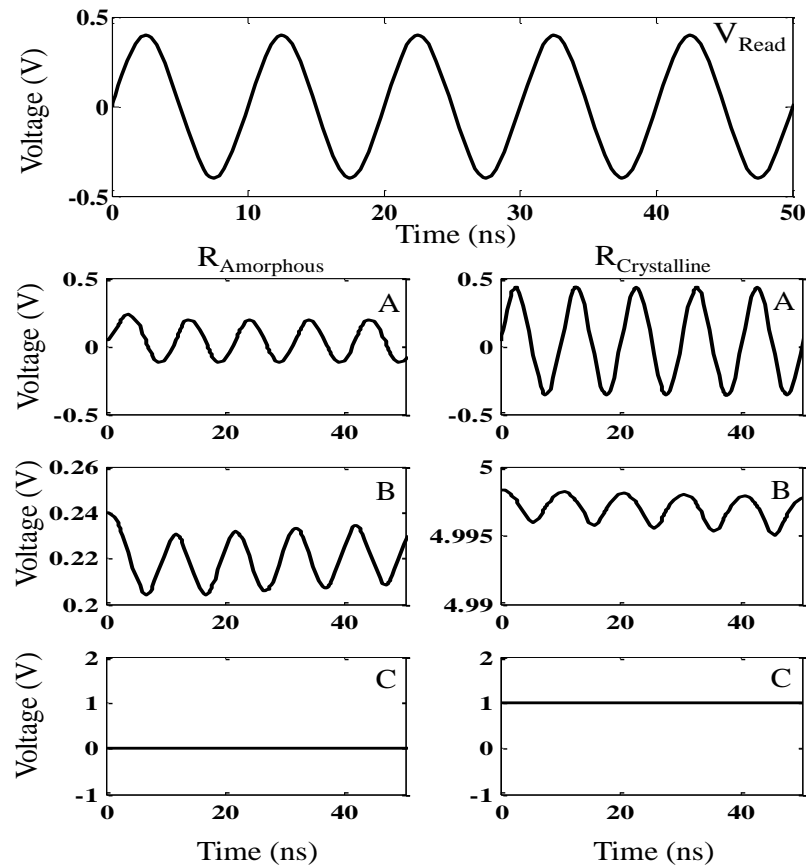 0.5
V_Read
Voltage (V)
0
-0.5
0 10 20 30 40 50
Time (ns)
R_Amorphous R_Crystalline
0.5 A 0.5 A
Voltage (V)
0 0
-0.5 -0.5
0 20 40 0 20 40
0.26 B 5 B
Voltage (V)
0.24
0.22 4.995
0.2 4.99
0 20 40 0 20 40
2 C 2 C
Voltage (V)
1 1
0 0
-1 -1
0 20 40 0 20 40
Time (ns) Time (ns)